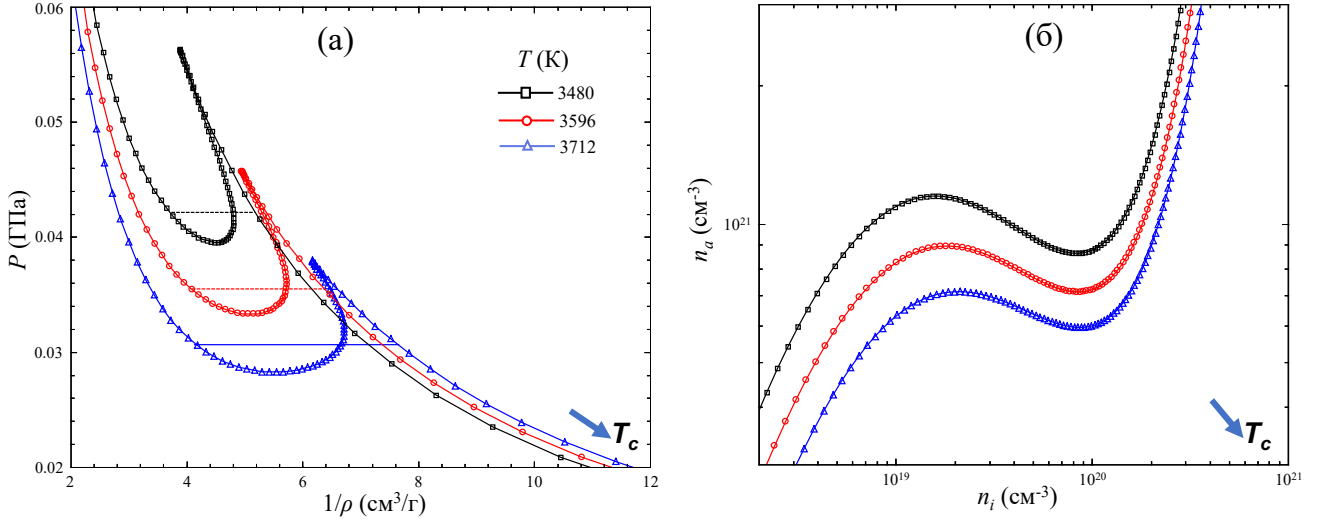 (а)
T (К)
3480
3596
3712
P (ГПа)
0.06
0.05
0.04
0.03
0.02
2
4
6
8
10
12
1/ρ (см³/г)
T_c
(б)
n_a (см⁻³)
10²¹
10²¹
10¹⁹
10²⁰
10²¹
n_i (см⁻³)
T_c